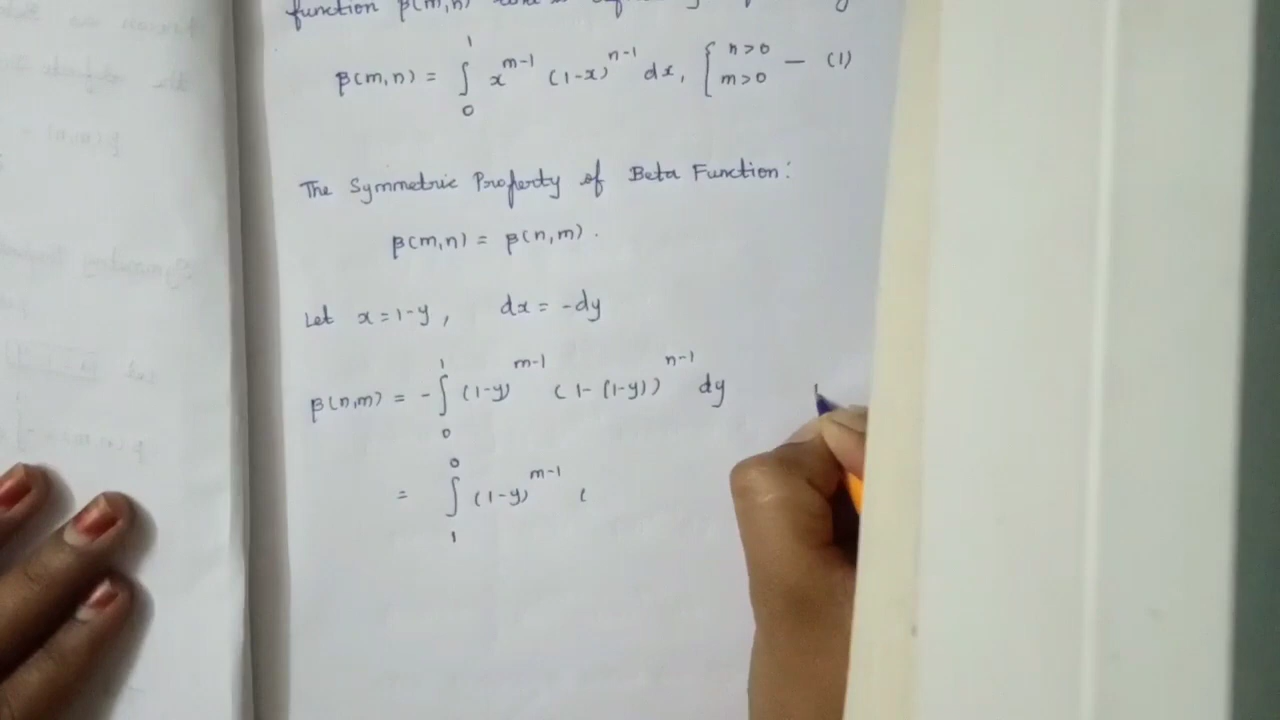 function β(m,n)
β(m,n) = ∫₀¹ x^(m-1) (1-x)^(n-1) dx, { n>0 m>0 — (1)
The Symmetric Property of Beta Function:
β(m,n) = β(n,m).
Let x = 1-y, dx = -dy
β(n,m) = -∫₀¹ (1-y)^(m-1) (1-(1-y))^(n-1) dy
= ∫₁⁰ (1-y)^(m-1) (